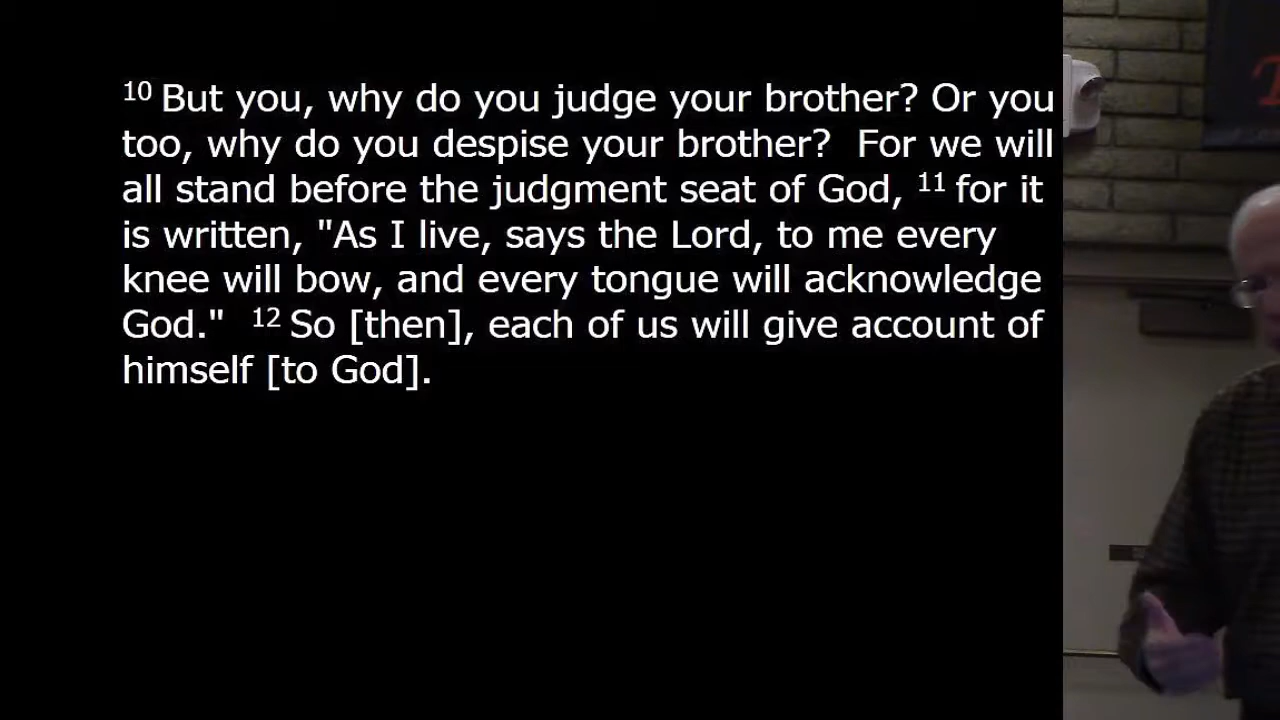 10 But you, why do you judge your brother? Or you
too, why do you despise your brother?  For we will
all stand before the judgment seat of God, 11 for it
is written, "As I live, says the Lord, to me every
knee will bow, and every tongue will acknowledge
God."  12 So [then], each of us will give account of
himself [to God].